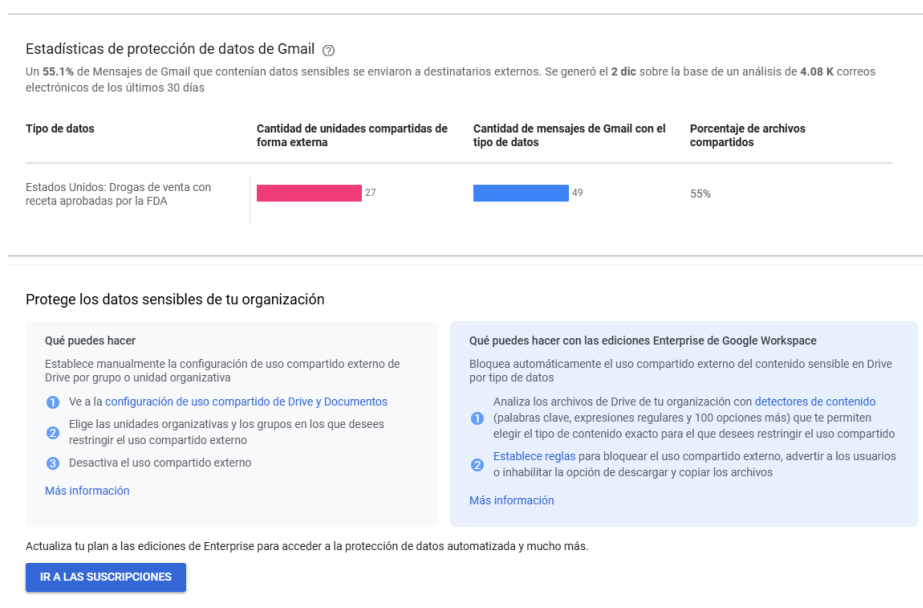 Estadísticas de protección de datos de Gmail
Un 55.1% de Mensajes de Gmail que contenían datos sensibles se enviaron a destinatarios externos. Se generó el 2 dic sobre la base de un análisis de 4.08 K correos
electrónicos de los últimos 30 días
Tipo de datos
Cantidad de unidades compartidas de
forma externa
Cantidad de mensajes de Gmail con el
tipo de datos
Porcentaje de archivos
compartidos
Estados Unidos: Drogas de venta con
receta aprobadas por la FDA
27
49
55%
Protege los datos sensibles de tu organización
Qué puedes hacer
Establece manualmente la configuración de uso compartido externo de
Drive por grupo o unidad organizativa
1 Ve a la configuración de uso compartido de Drive y Documentos
2 Elige las unidades organizativas y los grupos en los que desees
restringir el uso compartido externo
3 Desactiva el uso compartido externo
Más información
Qué puedes hacer con las ediciones Enterprise de Google Workspace
Bloquea automáticamente el uso compartido externo del contenido sensible en Drive
por tipo de datos
1 Analiza los archivos de Drive de tu organización con detectores de contenido
(palabras clave, expresiones regulares y 100 opciones más) que te permiten
elegir el tipo de contenido exacto para el que desees restringir el uso compartido
2 Establece reglas para bloquear el uso compartido externo, advertir a los usuarios
o inhabilitar la opción de descargar y copiar los archivos
Más información
Actualiza tu plan a las ediciones de Enterprise para acceder a la protección de datos automatizada y mucho más.
IR A LAS SUSCRIPCIONES